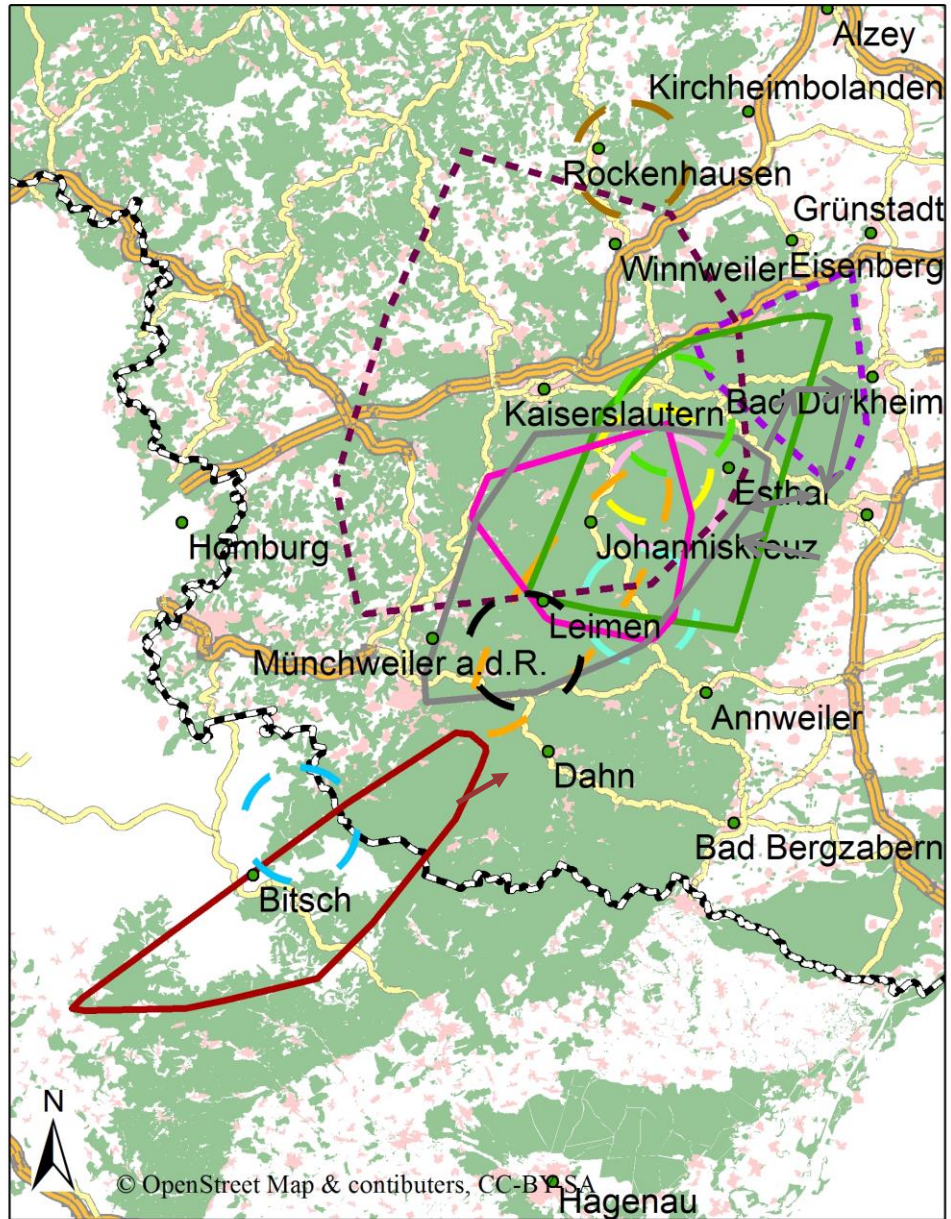 Alzey
Kirchheimbolanden
Rockenhausen
Grünstadt
Winnweiler
Eisenberg
Kaiserslautern
Bad Dürkheim
Esthal
Homburg
Johanniskreuz
Leimen
Münchweiler a.d.R.
Annweiler
Dahn
Bad Bergzabern
Bitsch
N
© OpenStreet Map & contibuters, CC-BY-SA
Hagenau